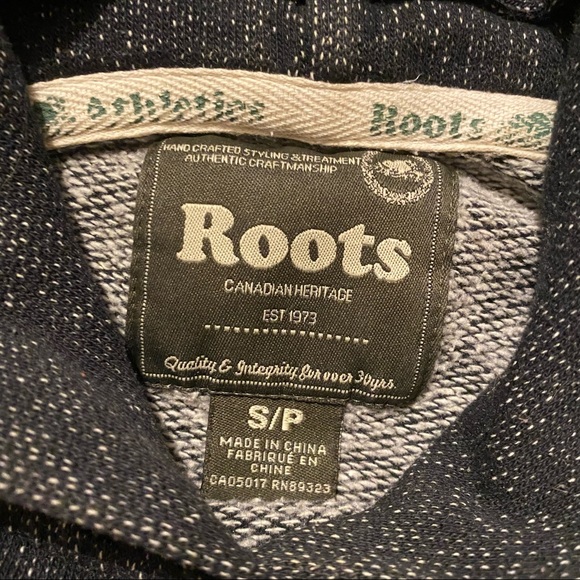 Athletics Roots
HAND CRAFTED STYLING & TREATMENT
AUTHENTIC CRAFTMANSHIP
Roots
CANADIAN HERITAGE
EST 1973
Quality & Integrity for over 30yrs.
S/P
MADE IN CHINA
FABRIQUÉ EN
CHINE
CA05017 RN89323